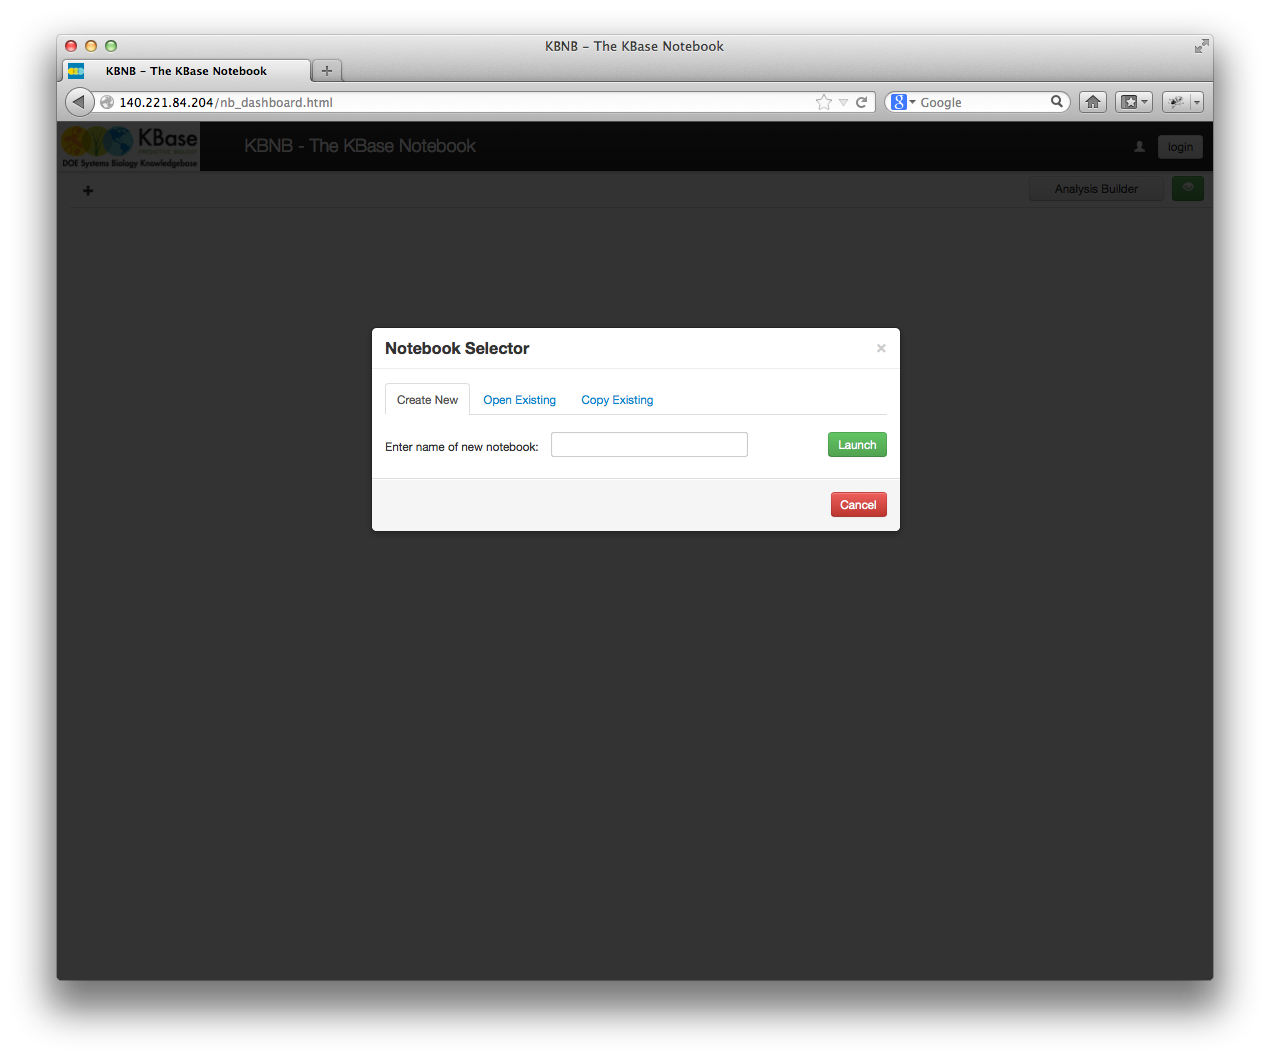 KBNB - The KBase Notebook
KBNB - The KBase Notebook
140.221.84.204/nb_dashboard.html
Google
KBase
DOE Systems Biology Knowledgebase
KBNB - The KBase Notebook
login
Analysis Builder
Notebook Selector
Create New
Open Existing
Copy Existing
Enter name of new notebook:
Launch
Cancel